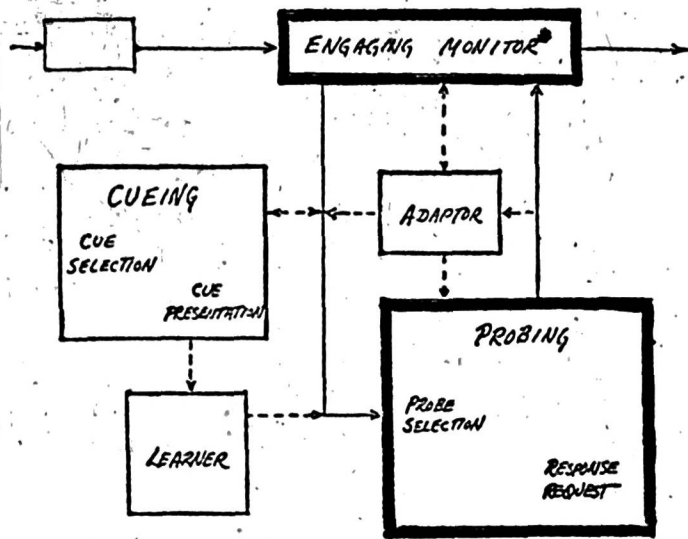 ENGAGING MONITOR*
CUEING
CUE
SELECTION
CUE
PRESENTATION
ADAPTOR
PROBING
PROBE
SELECTION
RESPONSE
REQUEST
LEARNER